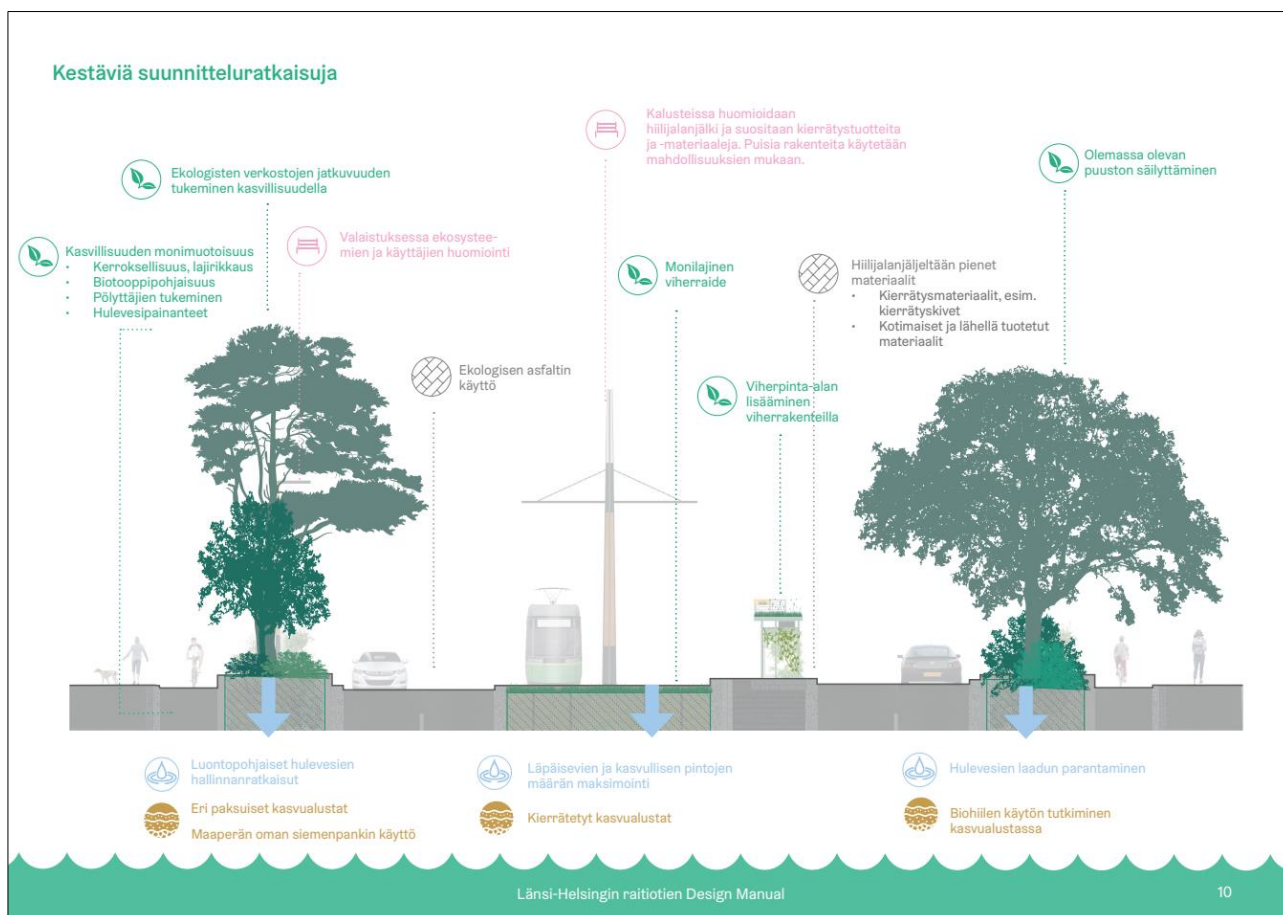 Kestäviä suunnitteluratkaisuja
Kalusteissa huomioidaan
hiilijalanjälki ja suositaan kierrätystuotteita
ja -materiaaleja. Puisia rakenteita käytetään
mahdollisuuksien mukaan.
Ekologisten verkostojen jatkuvuuden
tukeminen kasvillisuudella
Olemassa olevan
puuston säilyttäminen
Kasvillisuuden monimuotoisuus
• Kerroksellisuus, lajirikkaus
• Biotooppipohjaisuus
• Pölyttäjien tukeminen
• Hulevesipainanteet
Valaistuksessa ekosystee-
mien ja käyttäjien huomiointi
Monilajinen
viherraide
Hiilijalanjäljeltään pienet
materiaalit
• Kierrätysmateriaalit, esim.
kierrätyskivet
• Kotimaiset ja lähellä tuotetut
materiaalit
Ekologisen asfaltin
käyttö
Viherpinta-alan
lisääminen
viherrakenteilla
Luontopohjaiset hulevesien
hallinnanratkaisut
Eri paksuiset kasvualustat
Maaperän oman siemenpankin käyttö
Läpäisevien ja kasvullisen pintojen
määrän maksimointi
Kierrätetyt kasvualustat
Hulevesien laadun parantaminen
Biohiilen käytön tutkiminen
kasvualustassa
Länsi-Helsingin raitiotien Design Manual
10